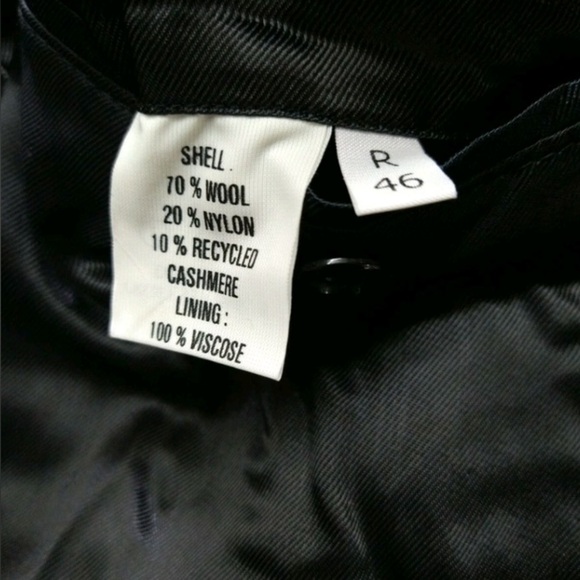 SHELL.
70 % WOOL
20 % NYLON
10 % RECYCLED
CASHMERE
LINING :
100 % VISCOSE
R
46